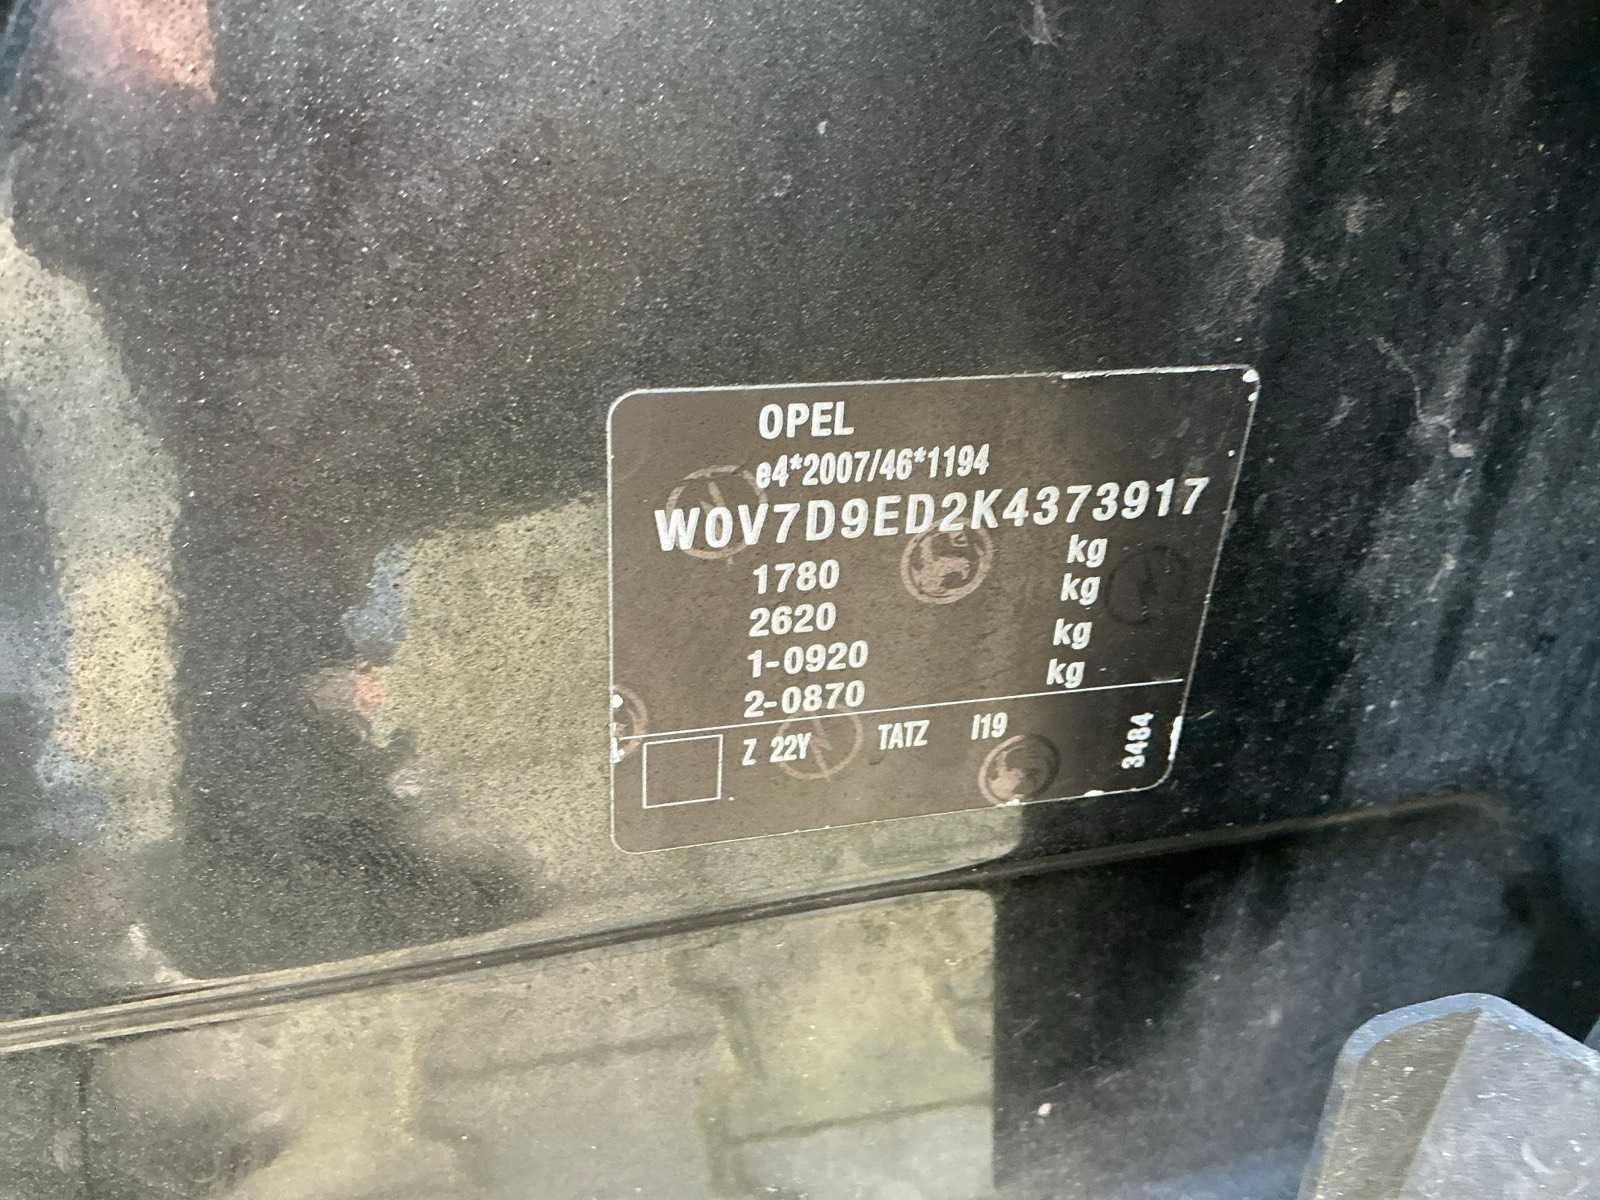 OPEL
e4*2007/46*1194
W0V7D9ED2K4373917
1780 kg
2620 kg
1-0920 kg
2-0870 kg
Z 22Y TATZ I19
3484